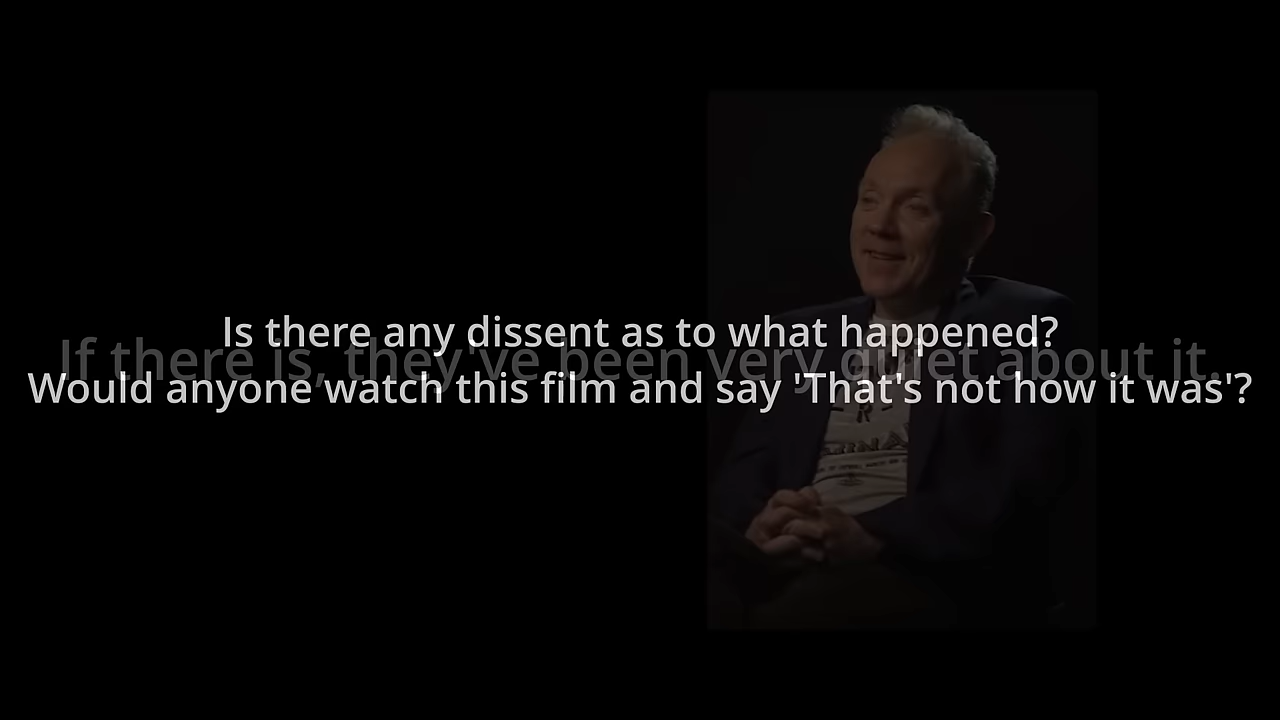 Is there any dissent as to what happened?
If there is, they've been very quiet about it.
Would anyone watch this film and say 'That's not how it was'?
- R -